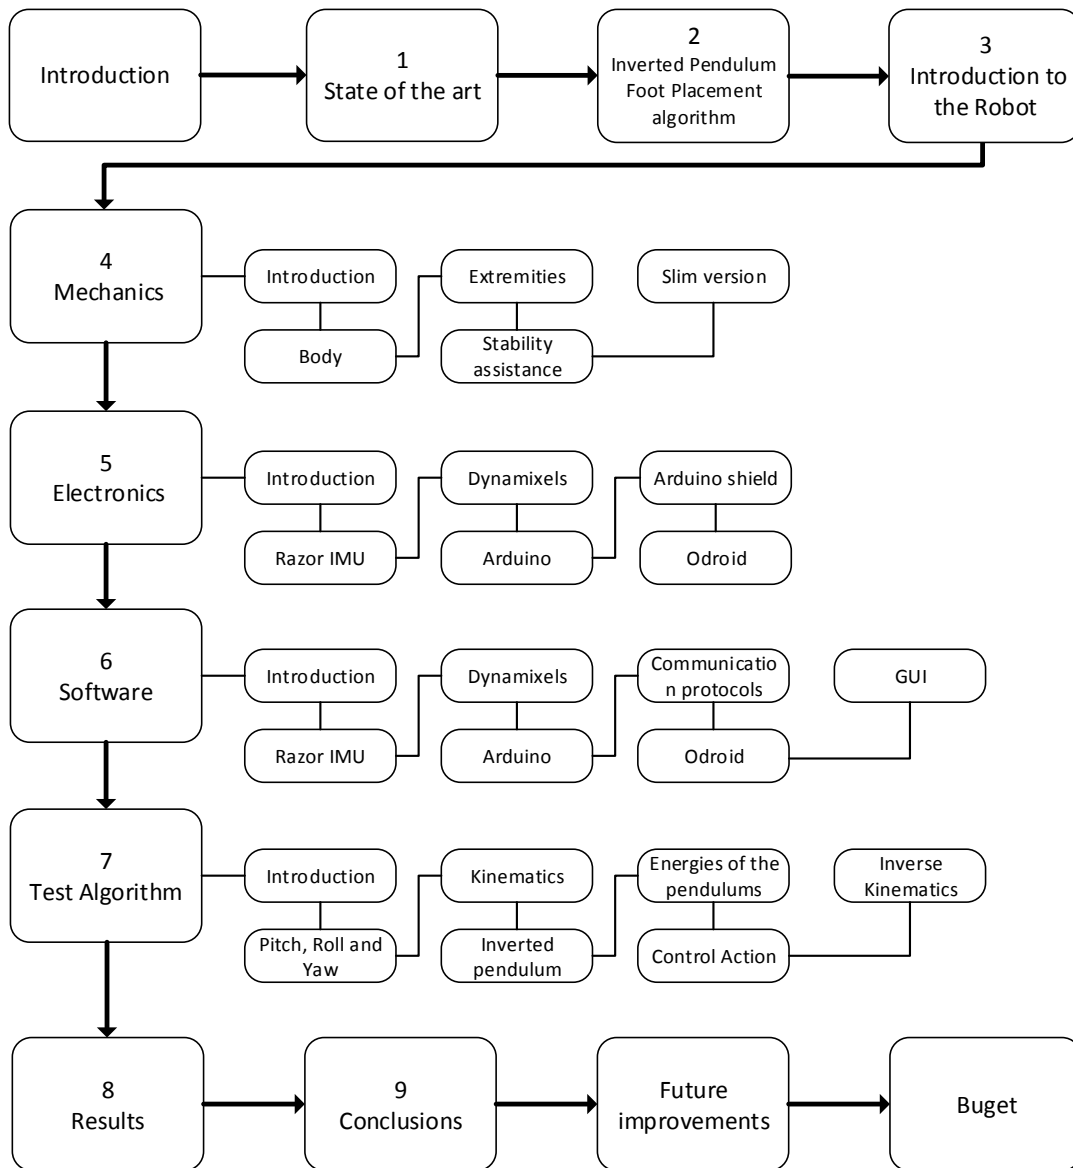 Introduction
1
State of the art
2
Inverted Pendulum
Foot Placement
algorithm
3
Introduction to
the Robot
4
Mechanics
Introduction
Body
Extremities
Stability
assistance
Slim version
5
Electronics
Introduction
Razor IMU
Dynamixels
Arduino
Arduino shield
Odroid
6
Software
Introduction
Razor IMU
Dynamixels
Arduino
Communicatio
n protocols
Odroid
GUI
7
Test Algorithm
Introduction
Pitch, Roll and
Yaw
Kinematics
Inverted
pendulum
Energies of the
pendulums
Control Action
Inverse
Kinematics
8
Results
9
Conclusions
Future
improvements
Buget